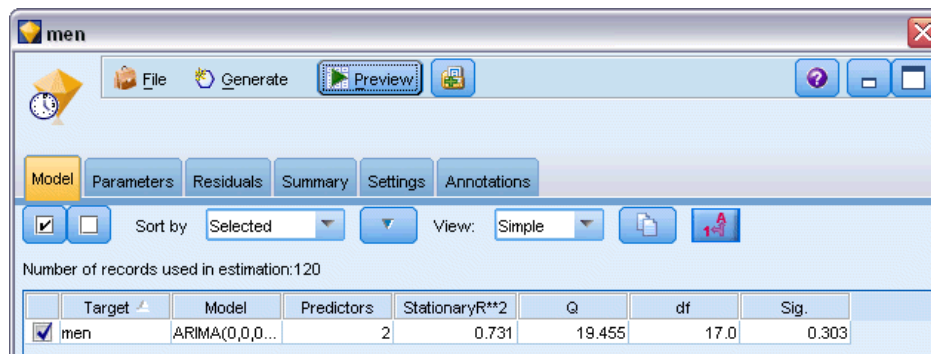 men
File Generate Preview
Model Parameters Residuals Summary Settings Annotations
Sort by Selected View: Simple
Number of records used in estimation:120
Target Model Predictors StationaryR**2 Q df Sig.
men ARIMA(0,0,0... 2 0.731 19.455 17.0 0.303